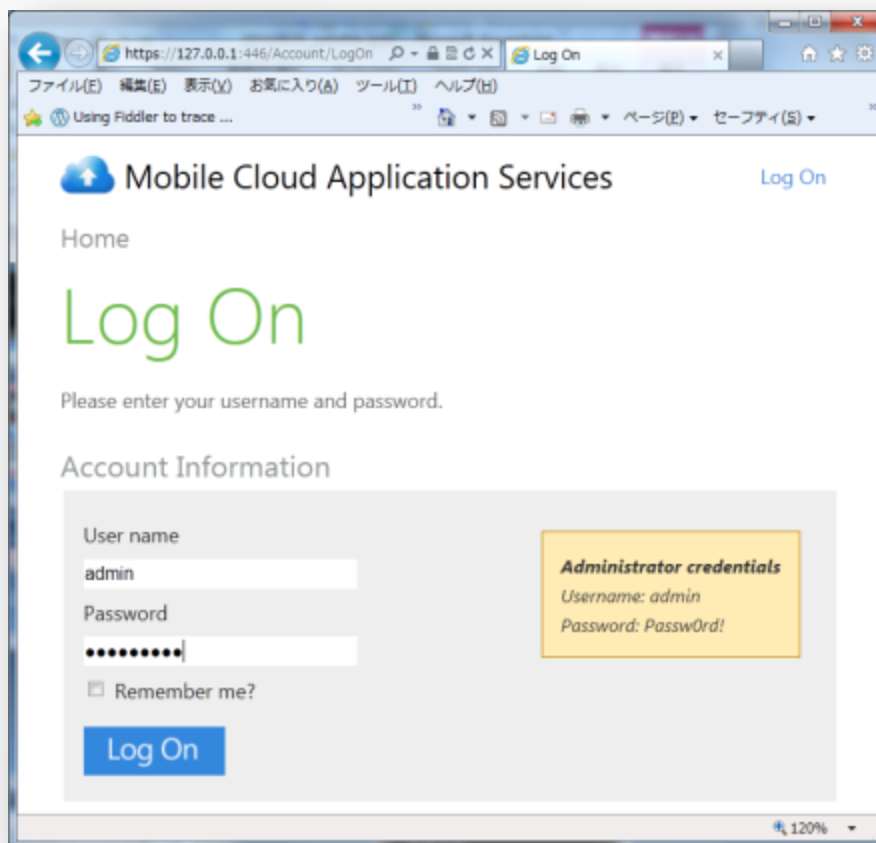 https://127.0.0.1:446/Account/LogOn
Log On
ファイル(F) 編集(E) 表示(V) お気に入り(A) ツール(T) ヘルプ(H)
Using Fiddler to trace ... ページ(P) セーフティ(S)
Mobile Cloud Application Services
Log On
Home
Log On
Please enter your username and password.
Account Information
User name
admin
Password
•••••••••
Remember me?
Log On
Administrator credentials
Username: admin
Password: Passw0rd!
120%